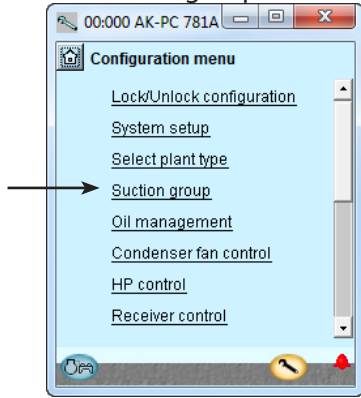 00:000 AK-PC 781A
Configuration menu
Lock/Unlock configuration
System setup
Select plant type
Suction group
Oil management
Condenser fan control
HP control
Receiver control